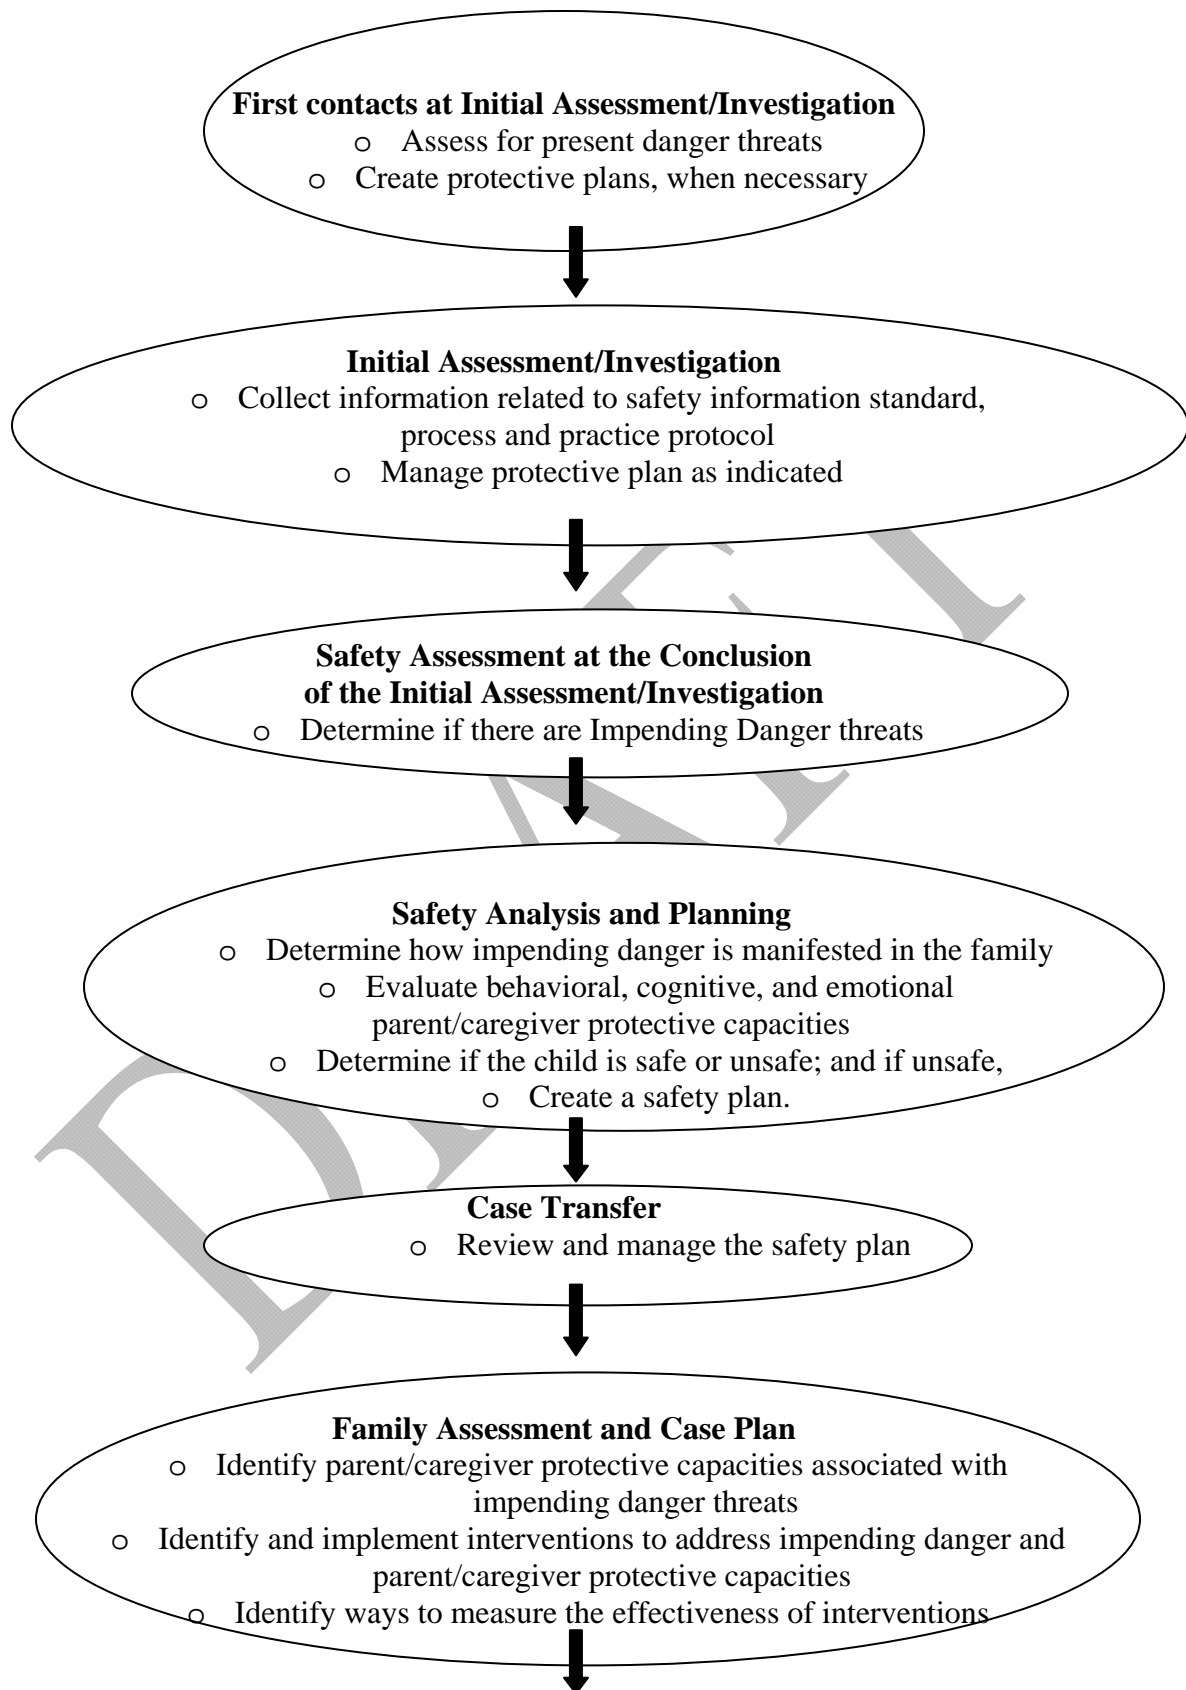 First contacts at Initial Assessment/Investigation
o Assess for present danger threats
o Create protective plans, when necessary
Initial Assessment/Investigation
o Collect information related to safety information standard,
process and practice protocol
o Manage protective plan as indicated
Safety Assessment at the Conclusion
of the Initial Assessment/Investigation
o Determine if there are Impending Danger threats
Safety Analysis and Planning
o Determine how impending danger is manifested in the family
o Evaluate behavioral, cognitive, and emotional
parent/caregiver protective capacities
o Determine if the child is safe or unsafe; and if unsafe,
o Create a safety plan.
Case Transfer
o Review and manage the safety plan
Family Assessment and Case Plan
o Identify parent/caregiver protective capacities associated with
impending danger threats
o Identify and implement interventions to address impending danger and
parent/caregiver protective capacities
o Identify ways to measure the effectiveness of interventions
DRAFT